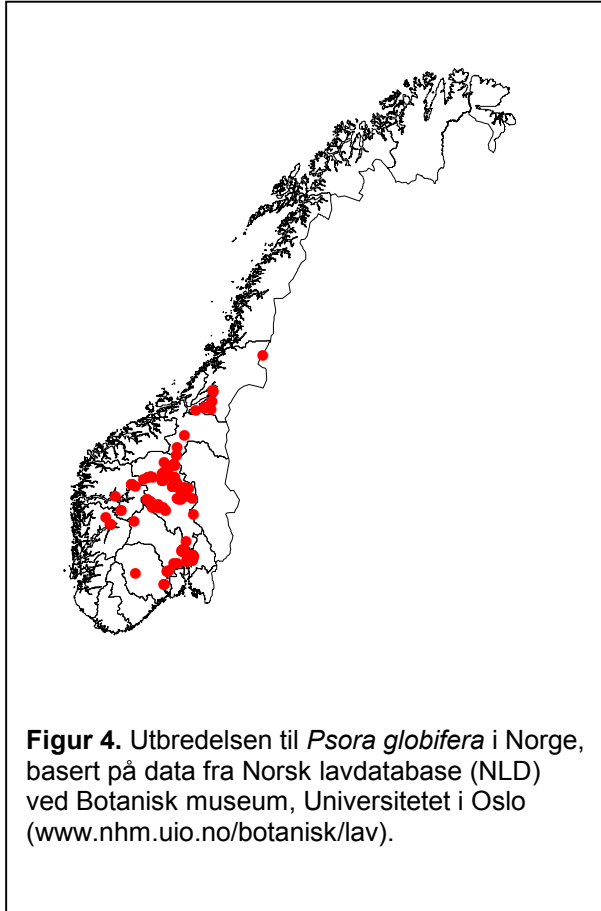 Figur 4. Utbredelsen til Psora globifera i Norge,
basert på data fra Norsk lavdatabase (NLD)
ved Botanisk museum, Universitetet i Oslo
(www.nhm.uio.no/botanisk/lav).